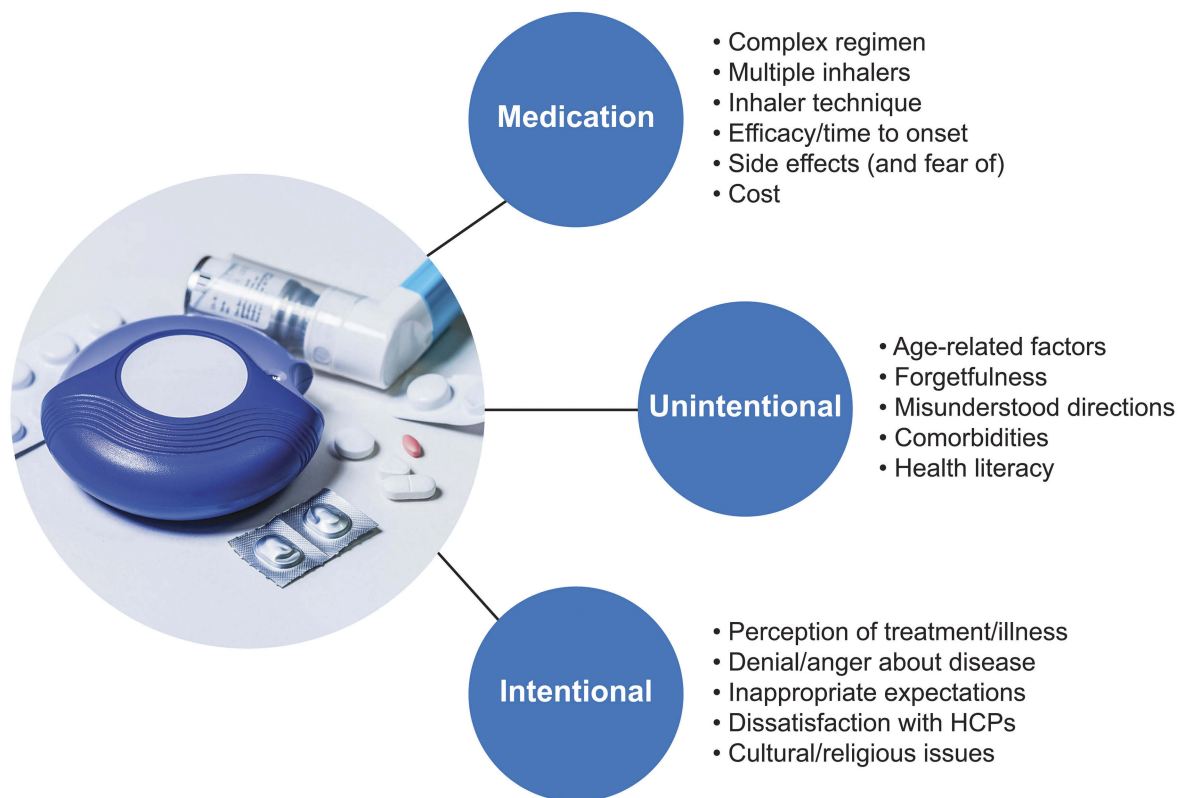 Medication
• Complex regimen
• Multiple inhalers
• Inhaler technique
• Efficacy/time to onset
• Side effects (and fear of)
• Cost
Unintentional
• Age-related factors
• Forgetfulness
• Misunderstood directions
• Comorbidities
• Health literacy
Intentional
• Perception of treatment/illness
• Denial/anger about disease
• Inappropriate expectations
• Dissatisfaction with HCPs
• Cultural/religious issues